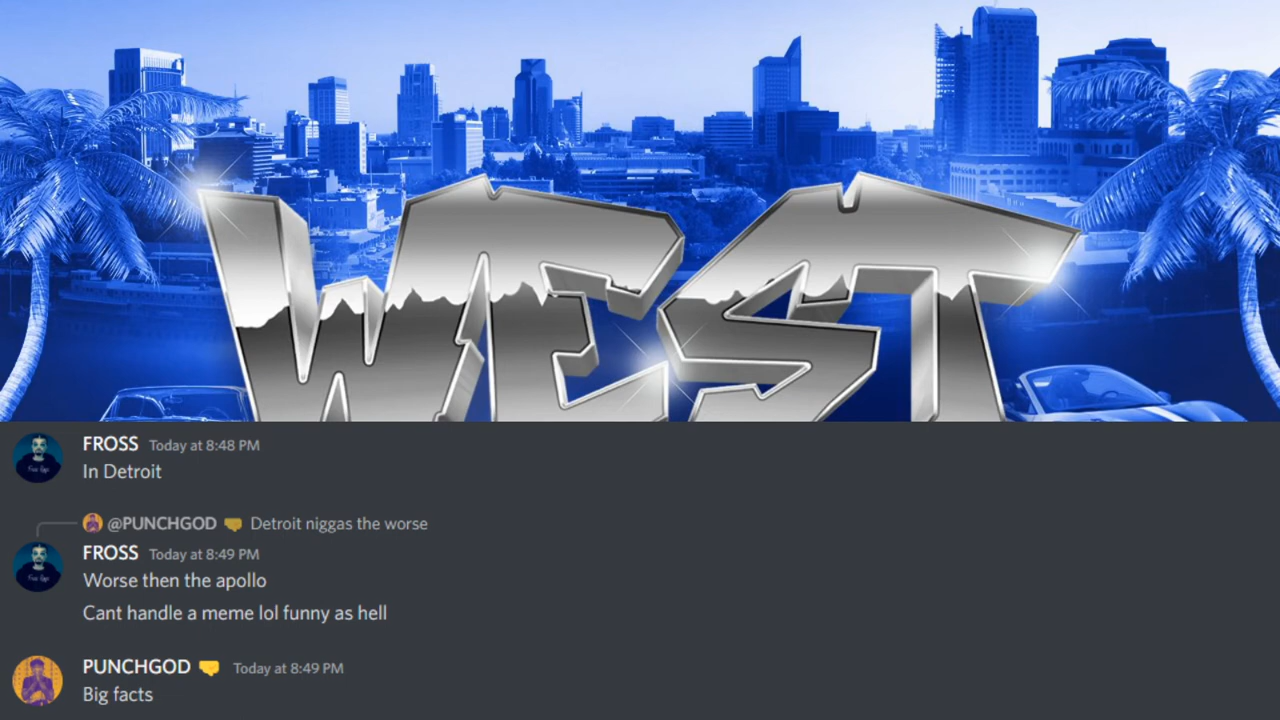 WEST
FROSS Today at 8:48 PM
In Detroit
@PUNCHGOD 🤜 Detroit niggas the worse
FROSS Today at 8:49 PM
Worse then the apollo
Cant handle a meme lol funny as hell
PUNCHGOD 🤜 Today at 8:49 PM
Big facts